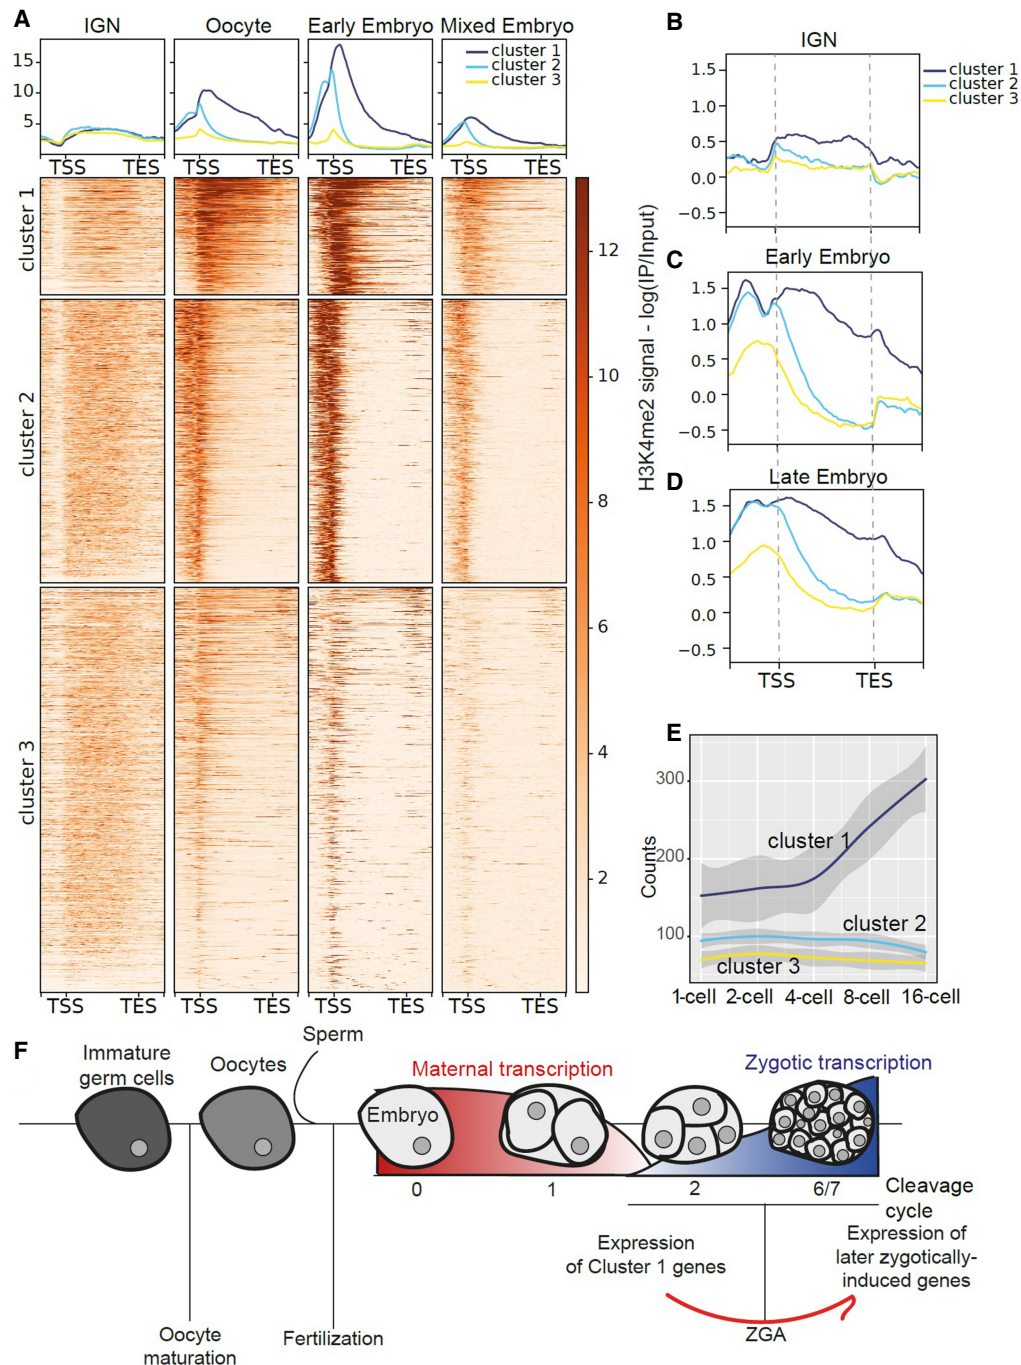 A
IGN
Oocyte
Early Embryo
Mixed Embryo
15
10
5
cluster 1
cluster 2
cluster 3
TSS
TES
TSS
TES
TSS
TES
TSS
TES
cluster 1
cluster 2
cluster 3
12
10
8
6
4
2
TSS
TES
TSS
TES
TSS
TES
TSS
TES
H3K4me2 signal - log(IP/Input)
B
IGN
1.5
1.0
0.5
0.0
−0.5
cluster 1
cluster 2
cluster 3
C
Early Embryo
1.5
1.0
0.5
0.0
−0.5
D
Late Embryo
1.5
1.0
0.5
0.0
−0.5
TSS
TES
E
Counts
300
200
100
cluster 1
cluster 2
cluster 3
1-cell
2-cell
4-cell
8-cell
16-cell
F
Immature
germ cells
Oocytes
Sperm
Maternal transcription
Zygotic transcription
Embryo
0
1
2
6/7
Cleavage
cycle
Expression
of Cluster 1 genes
Expression of
later zygotically-
induced genes
Oocyte
maturation
Fertilization
ZGA